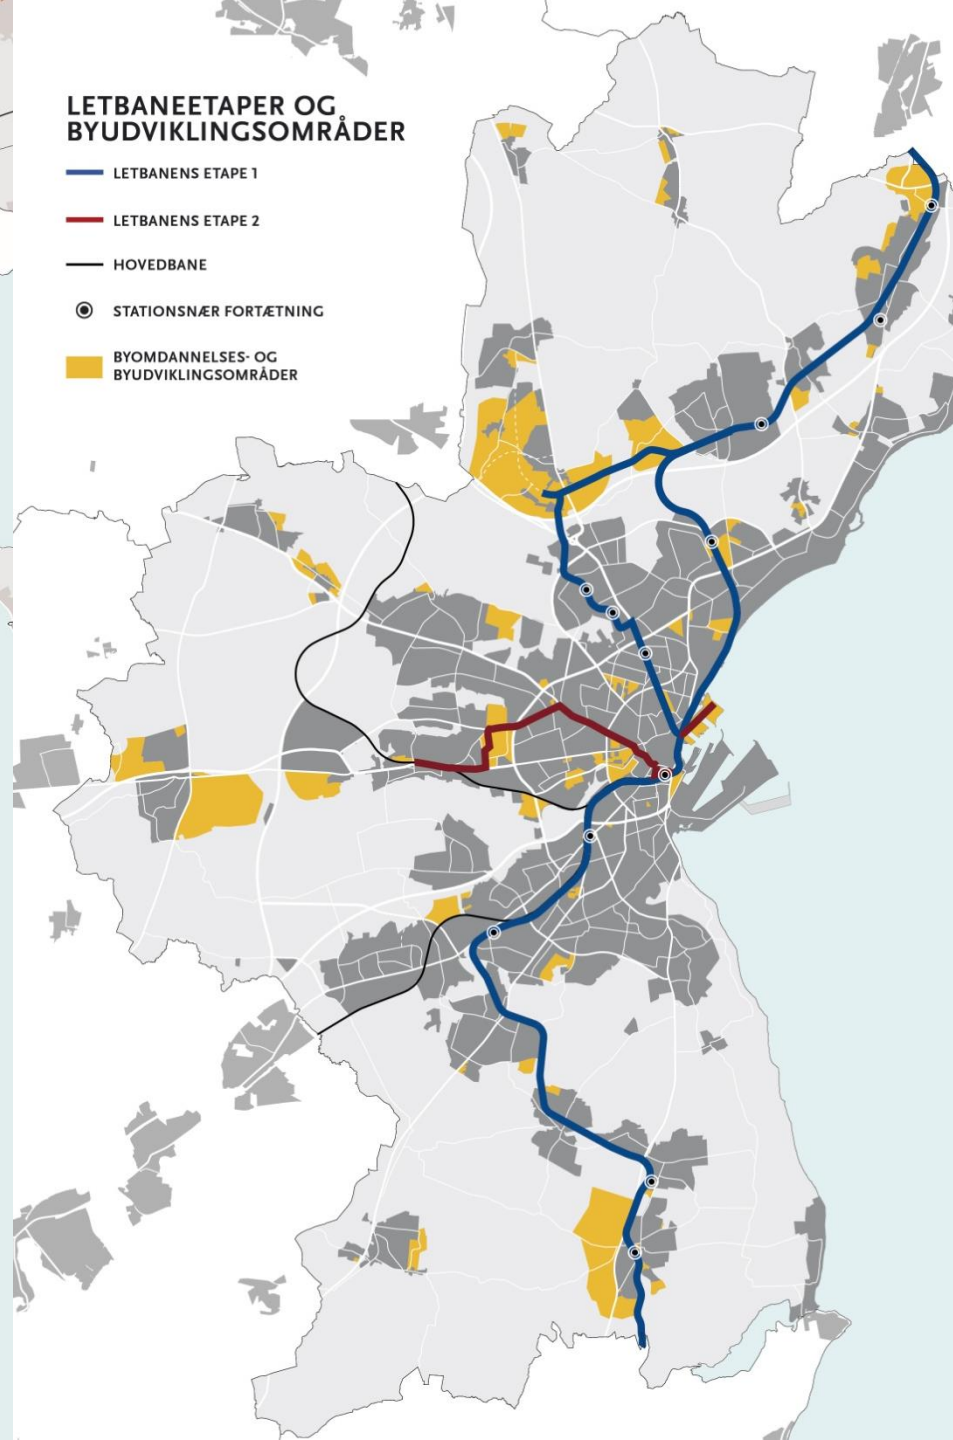 LETBANEETAPER OG
BYUDVIKLINGSOMRÅDER
LETBANENS ETAPE 1
LETBANENS ETAPE 2
HOVEDBANE
STATIONSNÆR FORTÆTNING
BYOMDANNELSES- OG
BYUDVIKLINGSOMRÅDER